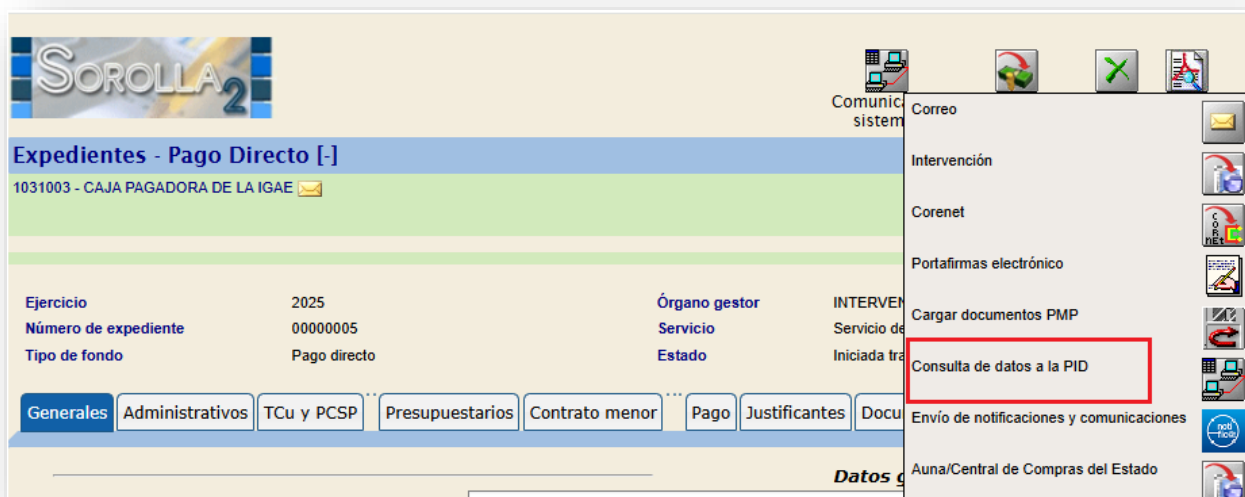 SOROLLA2
Comunica
sistem
Expedientes - Pago Directo [-]
1031003 - CAJA PAGADORA DE LA IGAE
Ejercicio 2025 Órgano gestor INTERVEN
Número de expediente 00000005 Servicio Servicio de
Tipo de fondo Pago directo Estado Iniciada tra
Generales Administrativos TCu y PCSP Presupuestarios Contrato menor Pago Justificantes Docu
Datos g
Correo
Intervención
Corenet
CORNEt
Portafirmas electrónico
Cargar documentos PMP
Consulta de datos a la PID
Envío de notificaciones y comunicaciones
Auna/Central de Compras del Estado